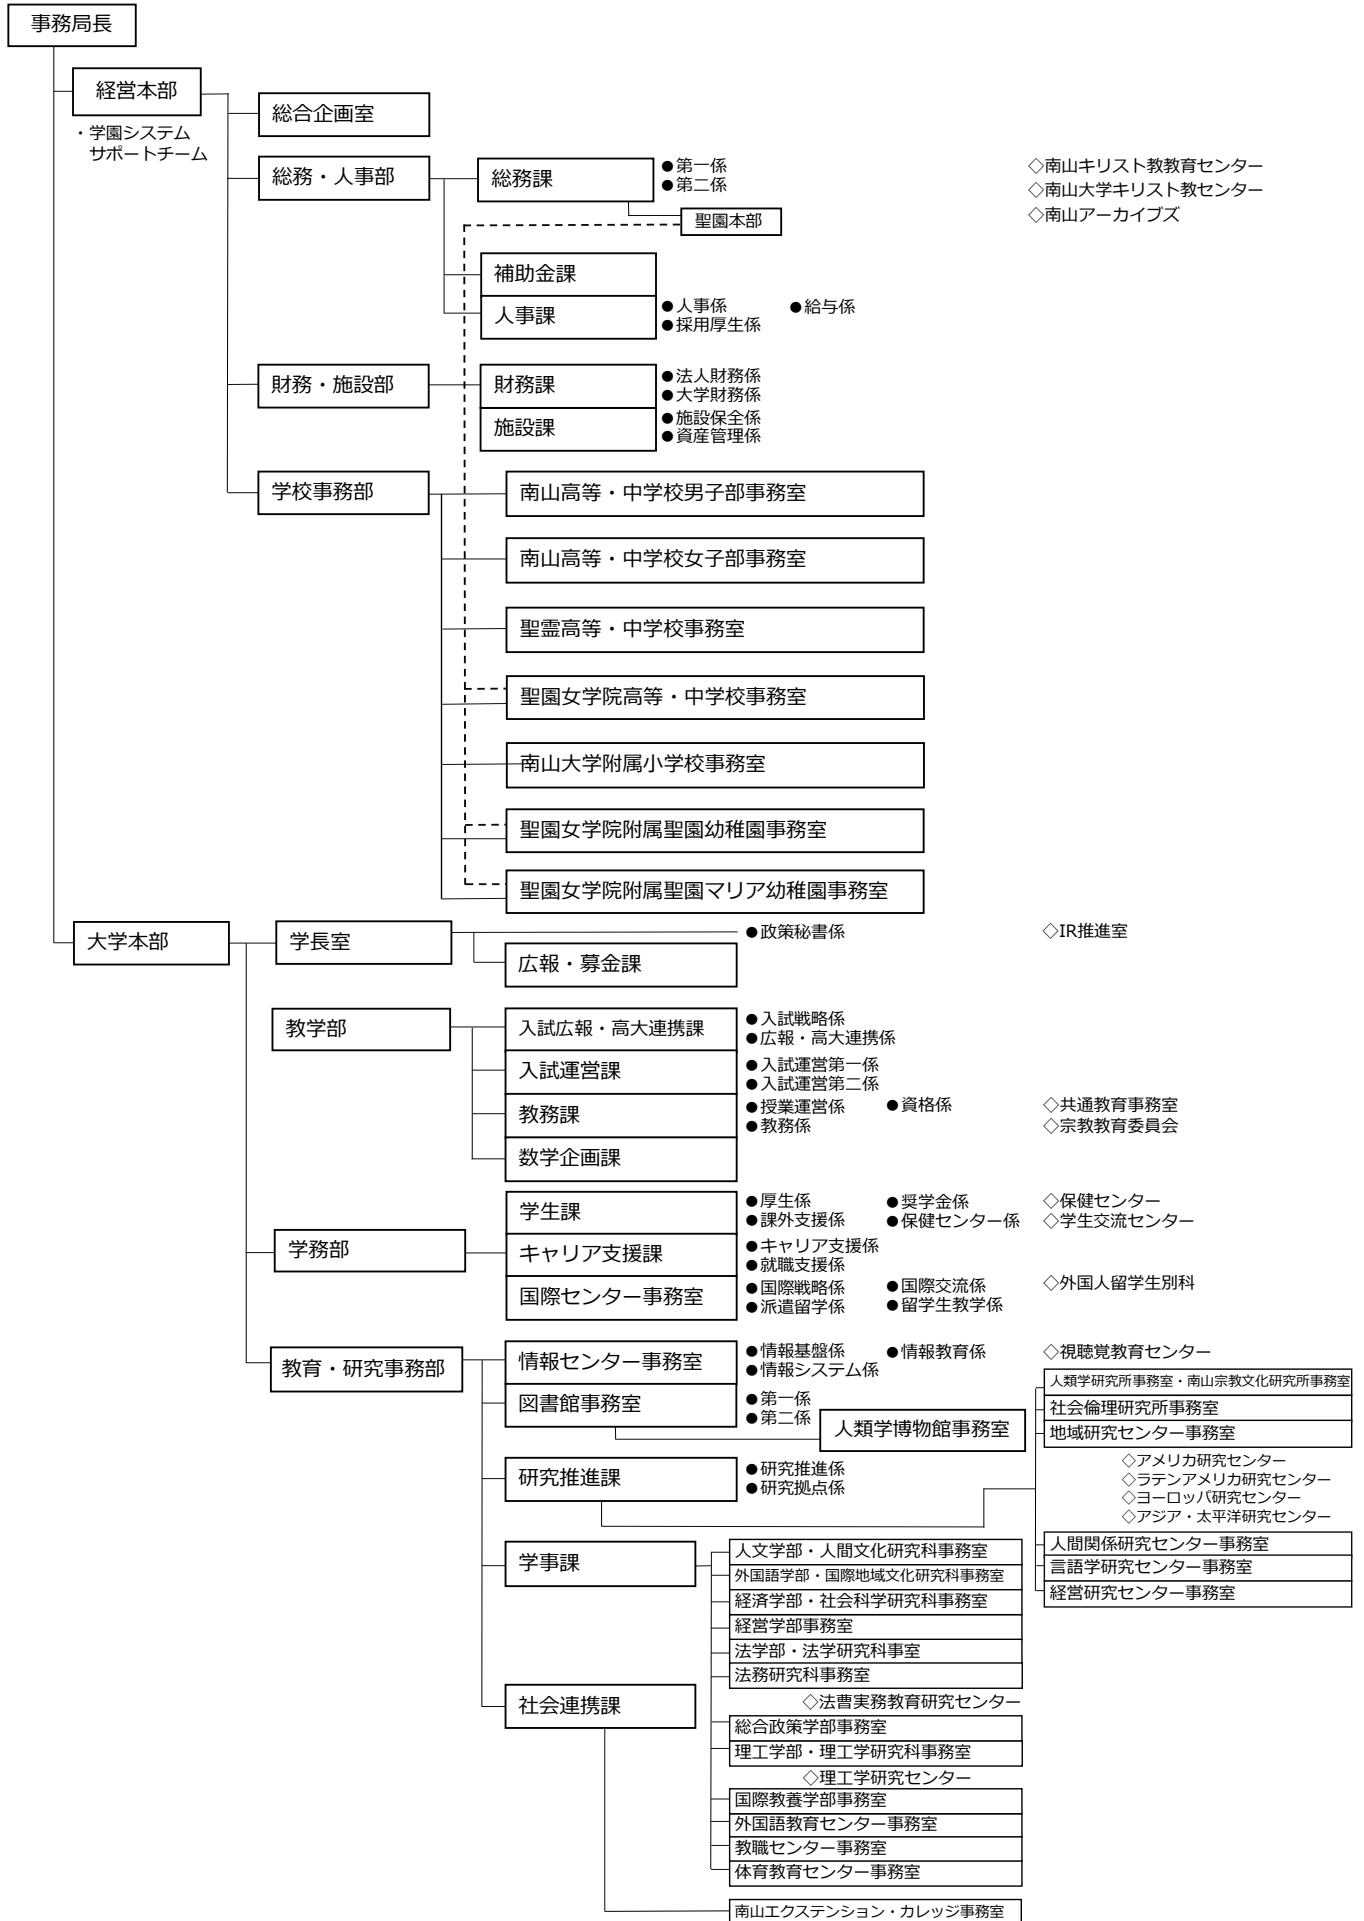 事務局長
経営本部
・学園システム
サポートチーム
総合企画室
総務・人事部
総務課
●第一係
●第二係
聖園本部
◇南山キリスト教教育センター
◇南山大学キリスト教センター
◇南山アーカイブズ
補助金課
人事課
●人事係
●給与係
●採用厚生係
財務・施設部
財務課
●法人財務係
●大学財務係
施設課
●施設保全係
●資産管理係
学校事務部
南山高等・中学校男子部事務室
南山高等・中学校女子部事務室
聖霊高等・中学校事務室
聖園女学院高等・中学校事務室
南山大学附属小学校事務室
聖園女学院附属聖園幼稚園事務室
聖園女学院附属聖園マリア幼稚園事務室
大学本部
学長室
●政策秘書係
◇IR推進室
広報・募金課
教学部
入試広報・高大連携課
●入試戦略係
●広報・高大連携係
入試運営課
●入試運営第一係
●入試運営第二係
教務課
●授業運営係
●資格係
◇共通教育事務室
●教務係
◇宗教教育委員会
数学企画課
学務部
学生課
●厚生係
●奨学金係
◇保健センター
●課外支援係
●保健センター係
◇学生交流センター
キャリア支援課
●キャリア支援係
●就職支援係
国際センター事務室
●国際戦略係
●国際交流係
◇外国人留学生別科
●派遣留学係
●留学生教学係
教育・研究事務部
情報センター事務室
●情報基盤係
●情報教育係
◇視聴覚教育センター
●情報システム係
図書館事務室
●第一係
●第二係
人類学博物館事務室
研究推進課
●研究推進係
●研究拠点係
人類学研究所事務室・南山宗教文化研究所事務室
社会倫理研究所事務室
地域研究センター事務室
◇アメリカ研究センター
◇ラテンアメリカ研究センター
◇ヨーロッパ研究センター
◇アジア・太平洋研究センター
人間関係研究センター事務室
言語学研究センター事務室
経営研究センター事務室
学事課
人文学部・人間文化研究科事務室
外国語学部・国際地域文化研究科事務室
経済学部・社会科学研究科事務室
経営学部事務室
法学部・法学研究科事室
法務研究科事務室
◇法曹実務教育研究センター
総合政策学部事務室
理工学部・理工学研究科事務室
◇理工学研究センター
国際教養学部事務室
外国語教育センター事務室
教職センター事務室
体育教育センター事務室
社会連携課
南山エクステンション・カレッジ事務室